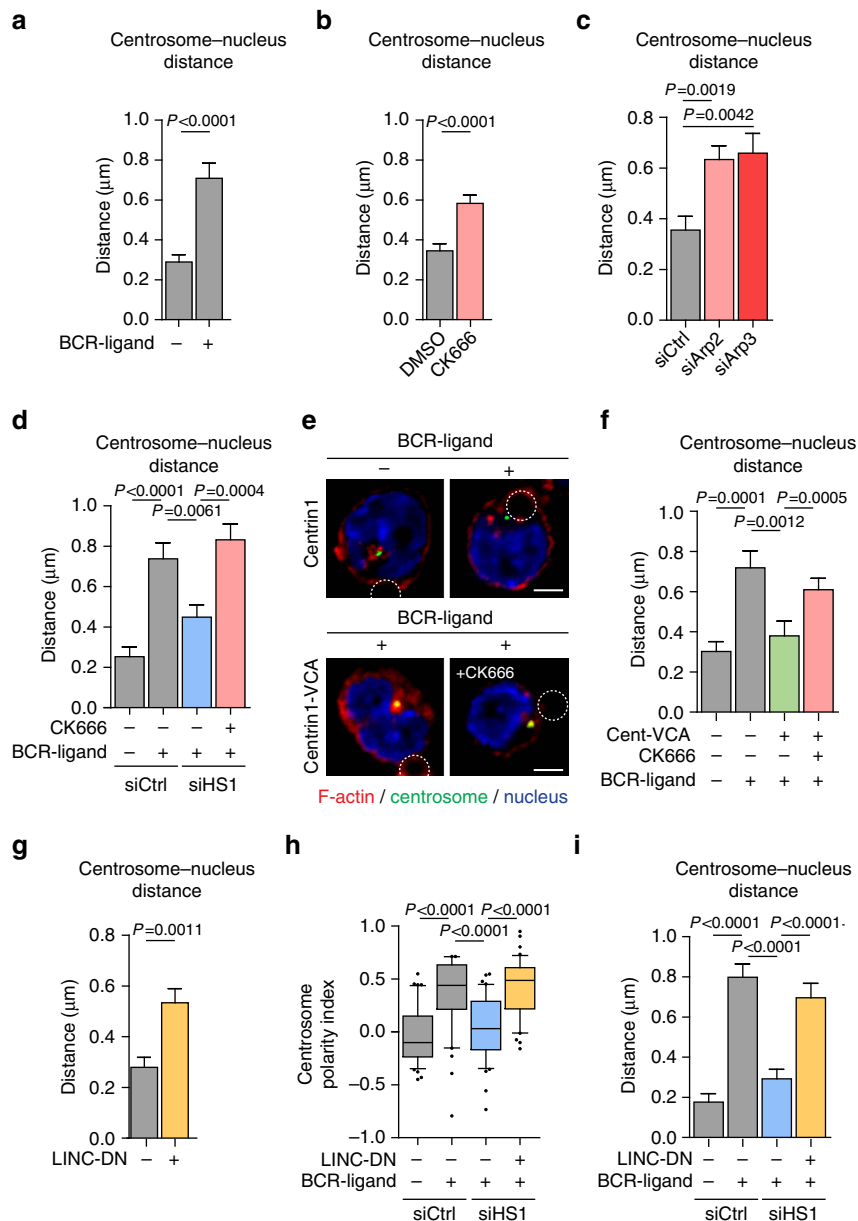 a
Centrosome–nucleus
distance
P<0.0001
1.0
0.8
0.6
0.4
0.2
0.0
Distance (μm)
BCR-ligand – +
b
Centrosome–nucleus
distance
P<0.0001
1.0
0.8
0.6
0.4
0.2
0.0
Distance (μm)
DMSO
CK666
c
Centrosome–nucleus
distance
P=0.0019
P=0.0042
0.8
0.6
0.4
0.2
0.0
Distance (μm)
siCtrl
siArp2
siArp3
d
Centrosome–nucleus
distance
P<0.0001 P=0.0004
P=0.0061
1.0
0.8
0.6
0.4
0.2
0.0
Distance (μm)
CK666 – – – +
BCR-ligand – + + +
siCtrl siHS1
e
BCR-ligand
– +
Centrin1
BCR-ligand
+ +
+CK666
Centrin1-VCA
F-actin / centrosome / nucleus
f
Centrosome–nucleus
distance
P=0.0001 P=0.0005
P=0.0012
1.0
0.8
0.6
0.4
0.2
0.0
Distance (μm)
Cent-VCA – – + +
CK666 – – – +
BCR-ligand – + + +
g
Centrosome–nucleus
distance
P=0.0011
0.8
0.6
0.4
0.2
0.0
Distance (μm)
LINC-DN – +
h
P<0.0001 P<0.0001
P<0.0001
1.0
0.5
0.0
–0.5
–1.0
Centrosome
polarity index
LINC-DN – – – +
BCR-ligand – + + +
siCtrl siHS1
i
Centrosome–nucleus
distance
P<0.0001 P<0.0001-
P<0.0001
1.0
0.8
0.6
0.4
0.2
0.0
Distance (μm)
LINC-DN – – – +
BCR-ligand – + + +
siCtrl siHS1